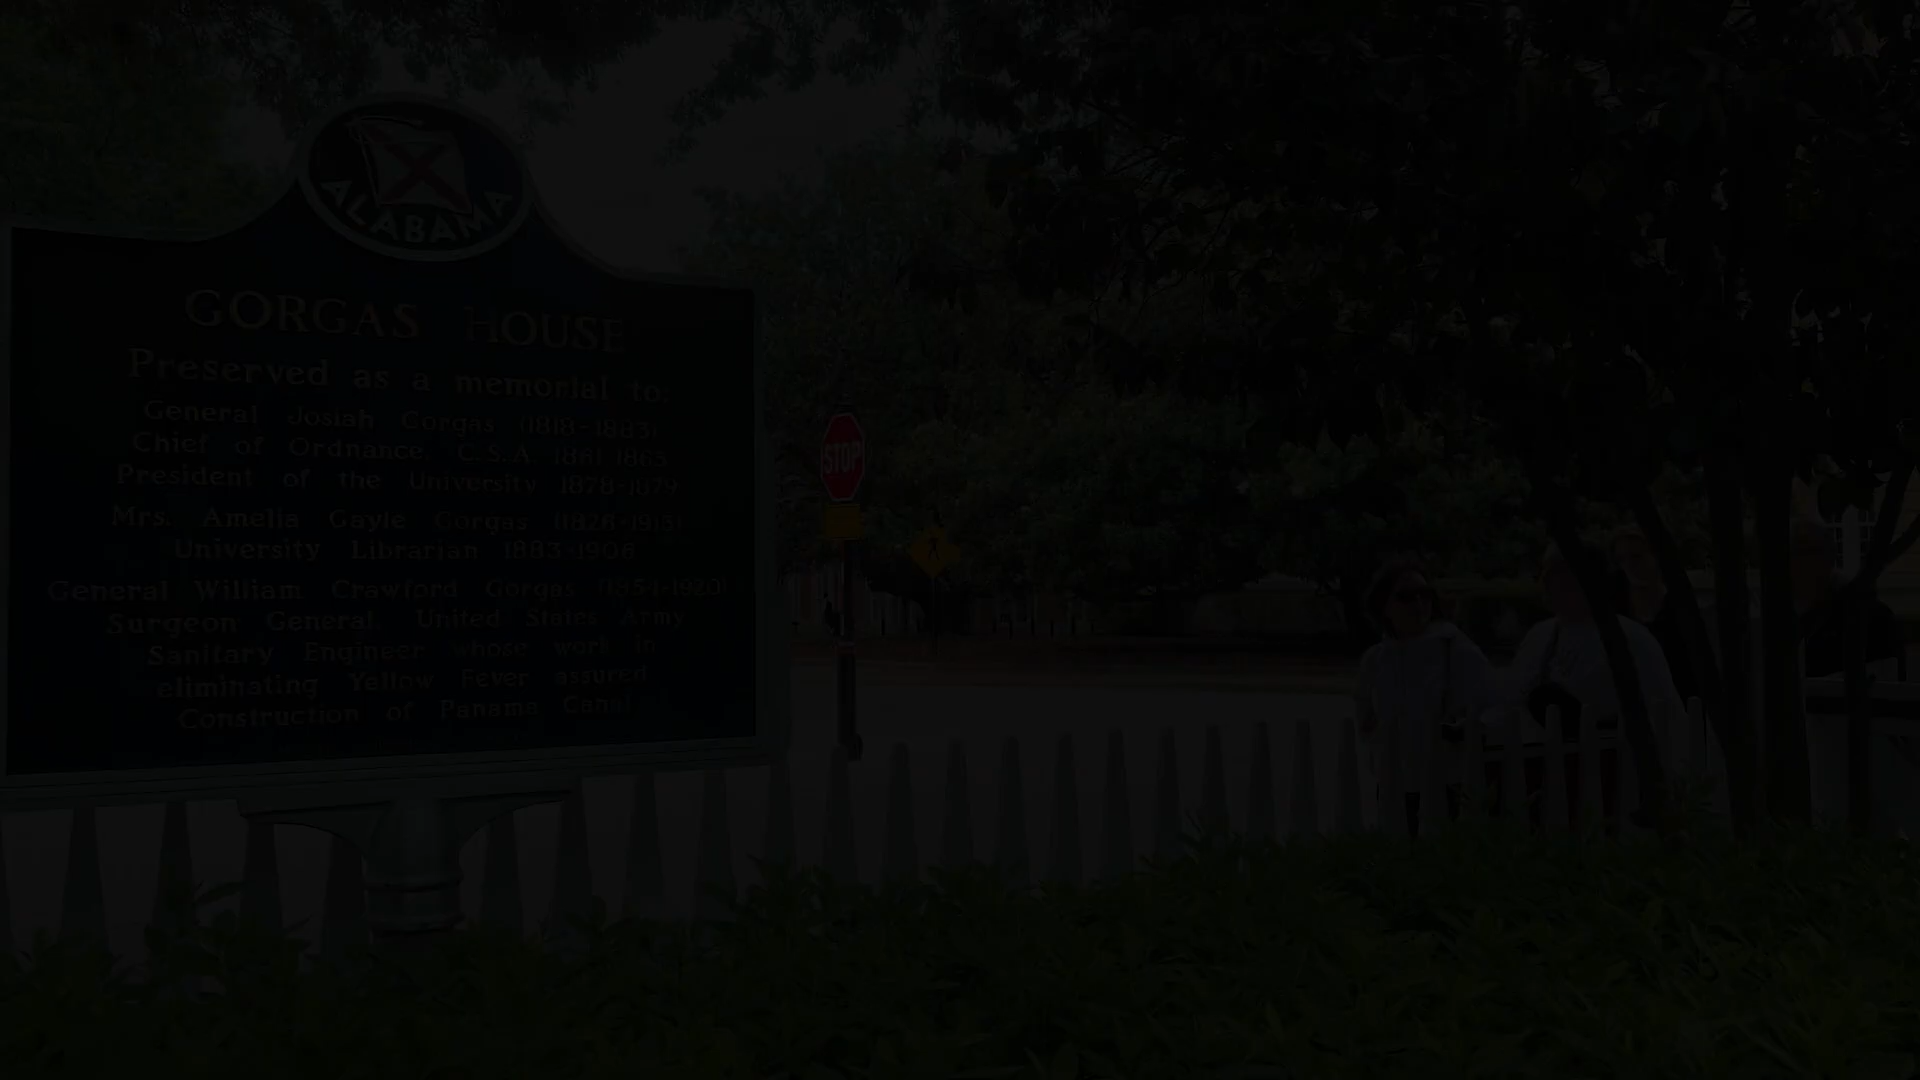 ALABAMA
GORGAS HOUSE
Preserved as a memorial to:
General Josiah Gorgas (1818-1883)
Chief of Ordnance, C.S.A. 1861-1865
President of the University 1878-1879
Mrs. Amelia Gayle Gorgas (1826-1913)
University Librarian 1883-1906
General William Crawford Gorgas (1854-1920)
Surgeon General, United States Army
Sanitary Engineer whose work in
eliminating Yellow Fever assured
Construction of Panama Canal
STOP